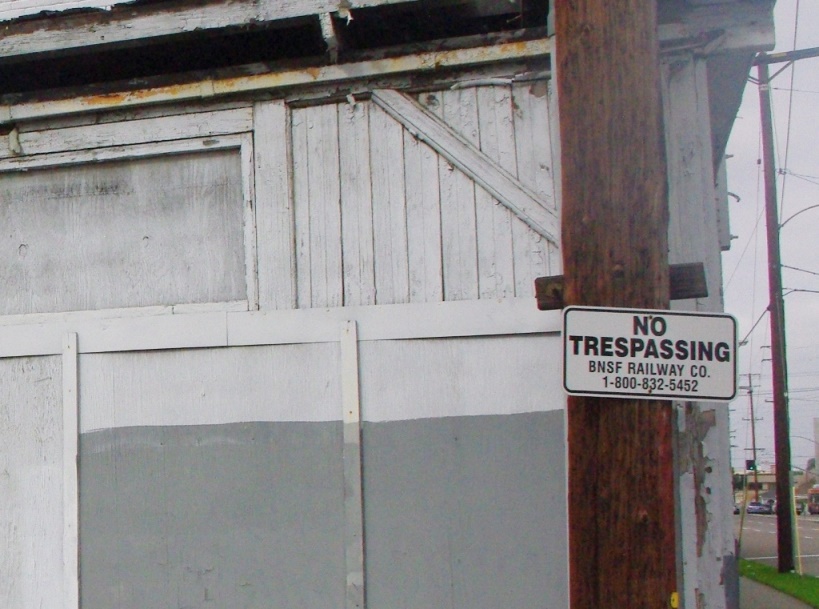 NO
TRESPASSING
BNSF RAILWAY CO.
1-800-832-5452